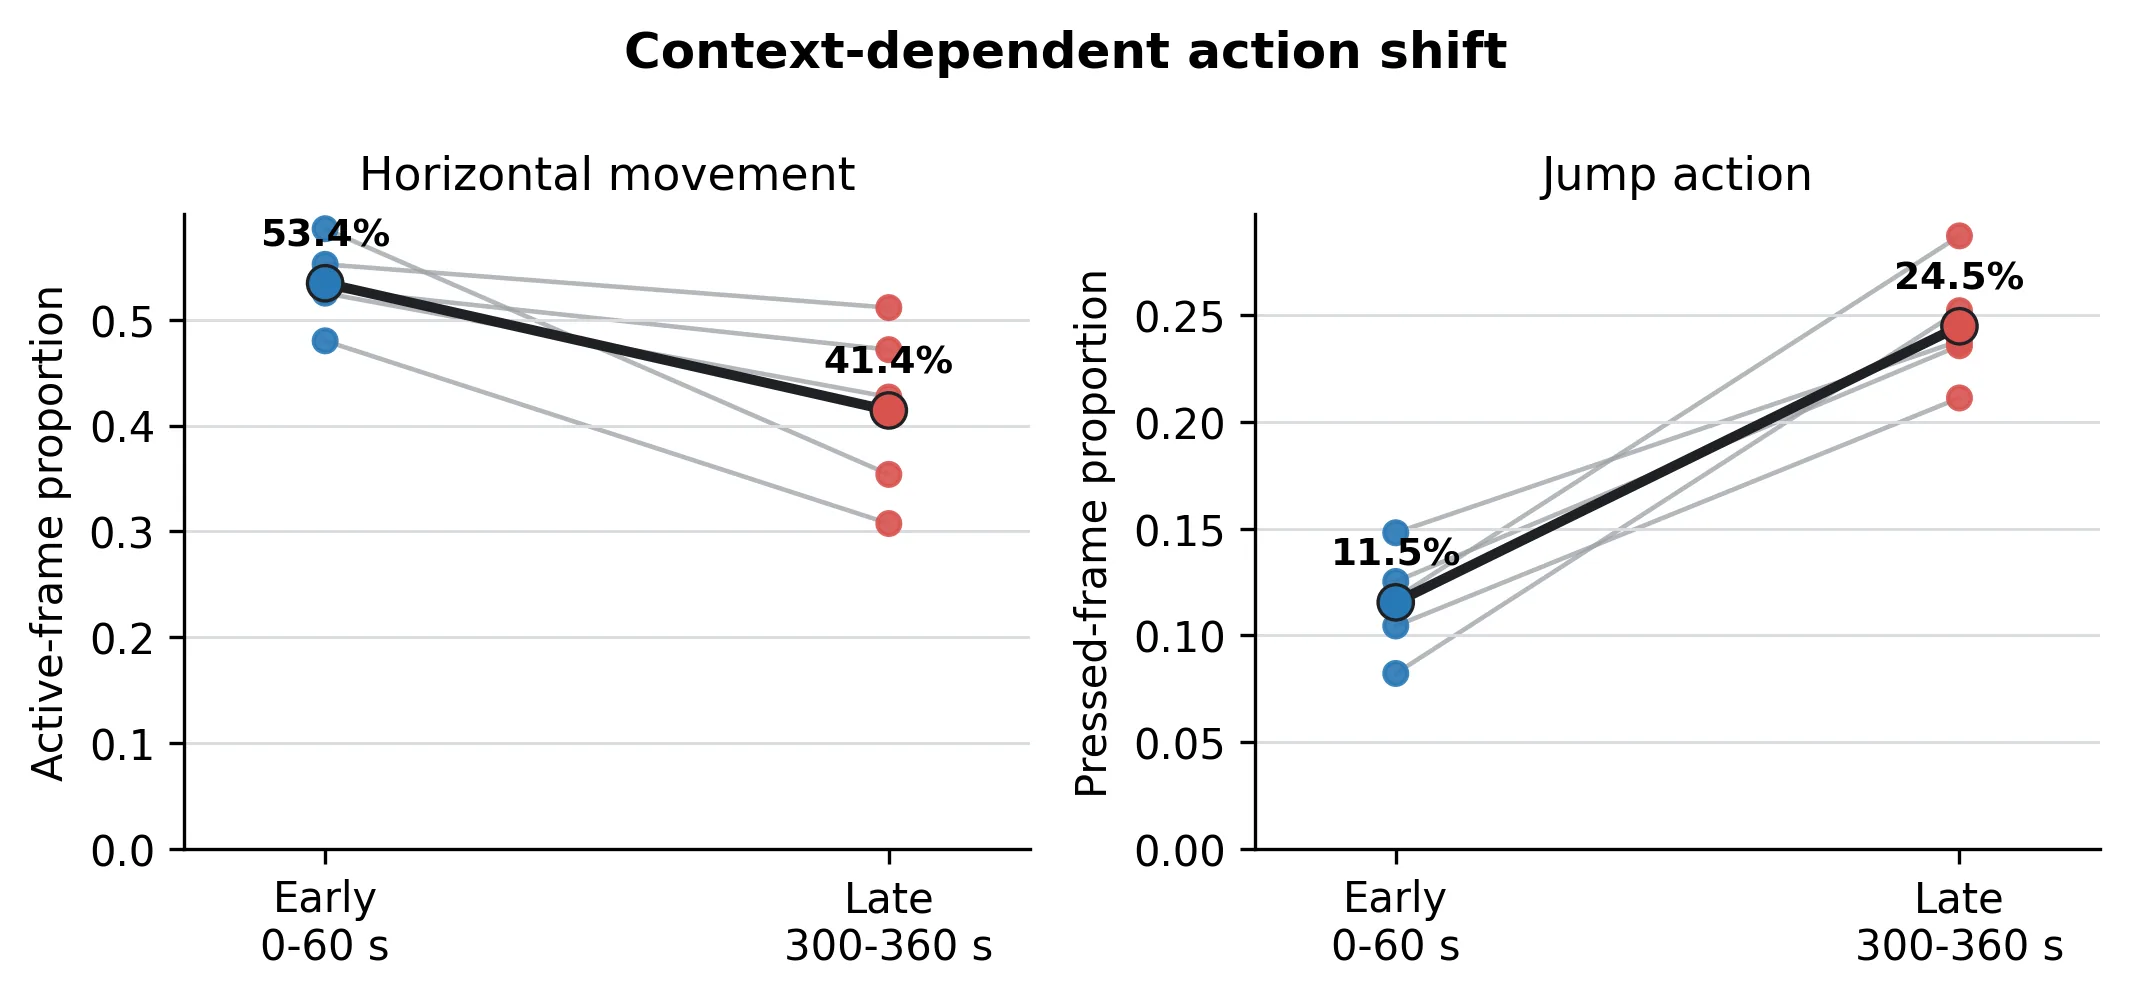 Context-dependent action shift
Horizontal movement
Active-frame proportion
0.5
0.4
0.3
0.2
0.1
0.0
53.4%
41.4%
Early
0-60 s
Late
300-360 s
Jump action
Pressed-frame proportion
0.25
0.20
0.15
0.10
0.05
0.00
11.5%
24.5%
Early
0-60 s
Late
300-360 s